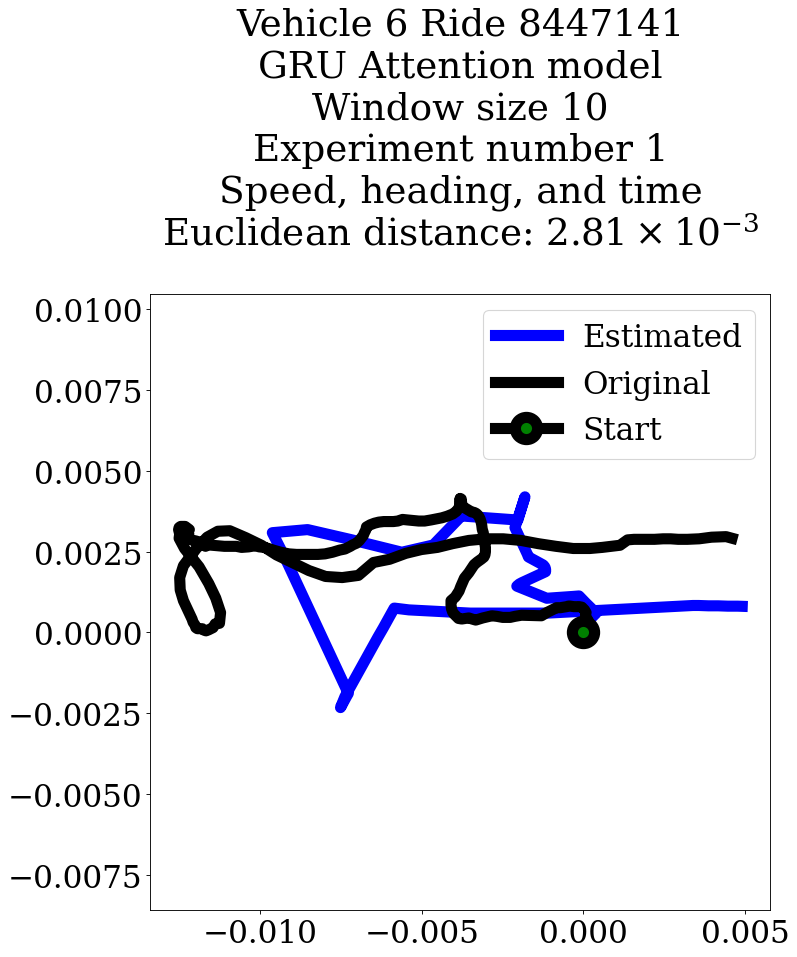 Vehicle 6 Ride 8447141
GRU Attention model
Window size 10
Experiment number 1
Speed, heading, and time
Euclidean distance: 2.81 × 10⁻³
0.0100
0.0075
0.0050
0.0025
0.0000
−0.0025
−0.0050
−0.0075
Estimated
Original
Start
−0.010 −0.005 0.000 0.005